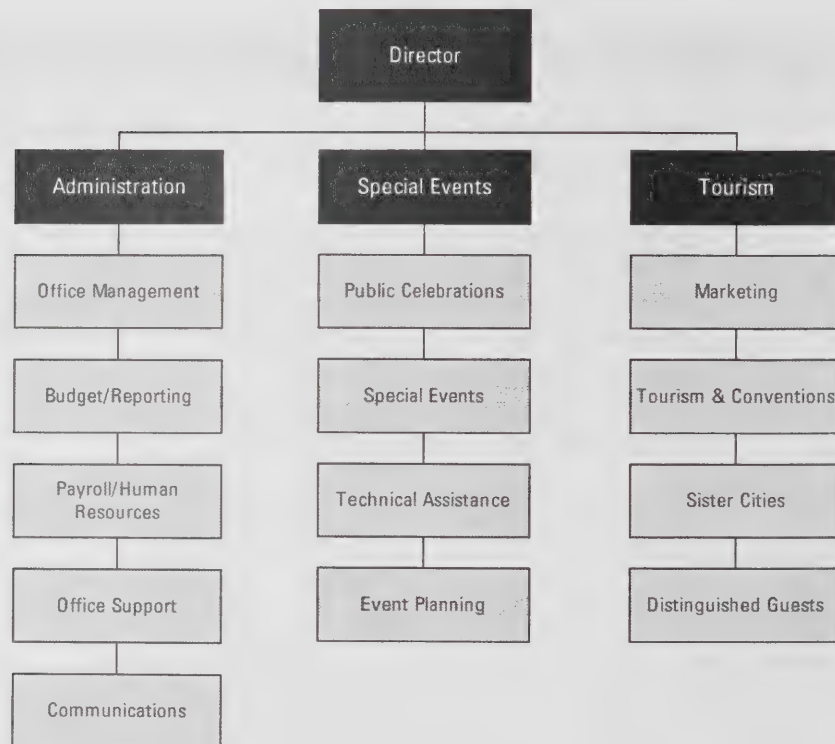 Director
Administration
Special Events
Tourism
Office Management
Public Celebrations
Marketing
Budget/Reporting
Special Events
Tourism & Conventions
Payroll/Human
Resources
Technical Assistance
Sister Cities
Office Support
Event Planning
Distinguished Guests
Communications